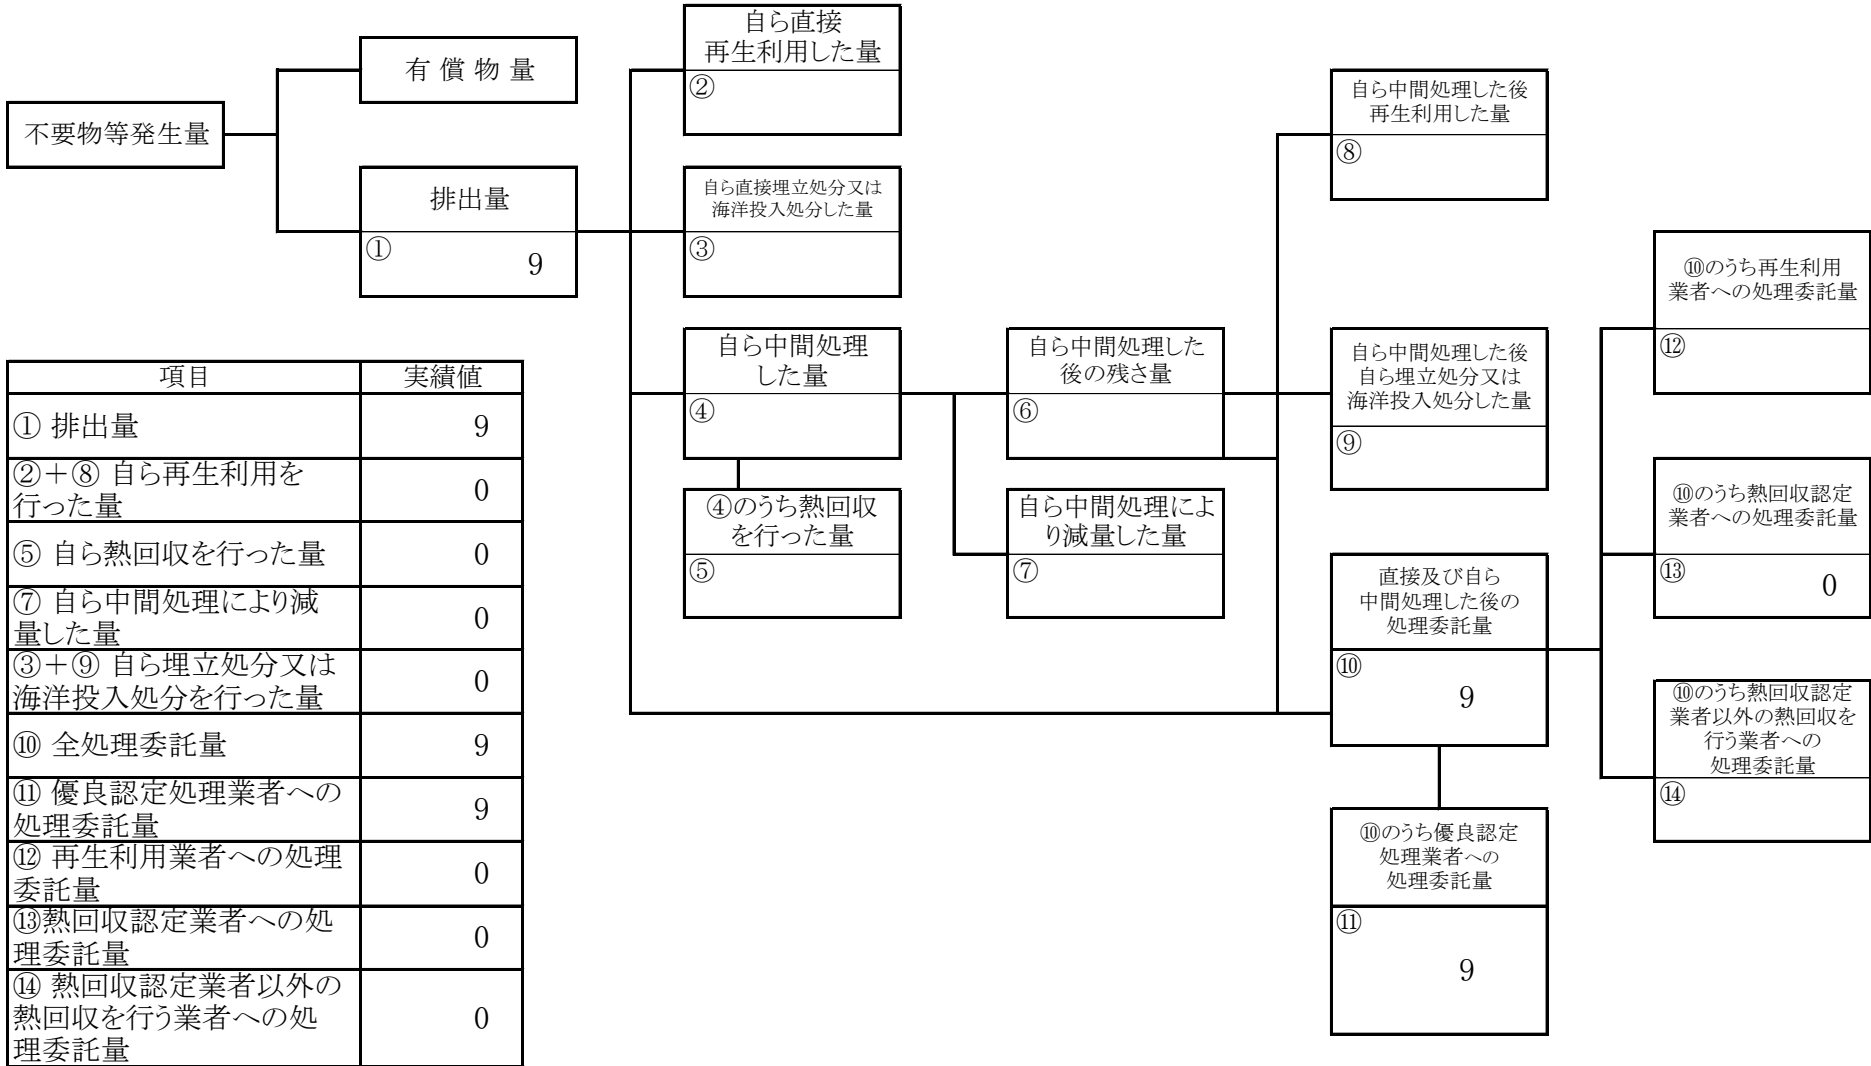 不要物等発生量
有 償 物 量
排出量
①
9
自ら直接
再生利用した量
②
自ら直接埋立処分又は
海洋投入処分した量
③
自ら中間処理
した量
④
④のうち熱回収
を行った量
⑤
自ら中間処理した
後の残さ量
⑥
自ら中間処理によ
り減量した量
⑦
自ら中間処理した後
再生利用した量
⑧
自ら中間処理した後
自ら埋立処分又は
海洋投入処分した量
⑨
直接及び自ら
中間処理した後の
処理委託量
⑩
9
⑩のうち優良認定
処理業者への
処理委託量
⑪
9
⑩のうち再生利用
業者への処理委託量
⑫
⑩のうち熱回収認定
業者への処理委託量
⑬
0
⑩のうち熱回収認定
業者以外の熱回収を
行う業者への
処理委託量
⑭
項目 実績値
① 排出量 9
②＋⑧ 自ら再生利用を
行った量 0
⑤ 自ら熱回収を行った量 0
⑦ 自ら中間処理により減
量した量 0
③＋⑨ 自ら埋立処分又は
海洋投入処分を行った量 0
⑩ 全処理委託量 9
⑪ 優良認定処理業者への
処理委託量 9
⑫ 再生利用業者への処理
委託量 0
⑬熱回収認定業者への処
理委託量 0
⑭ 熱回収認定業者以外の
熱回収を行う業者への処
理委託量 0